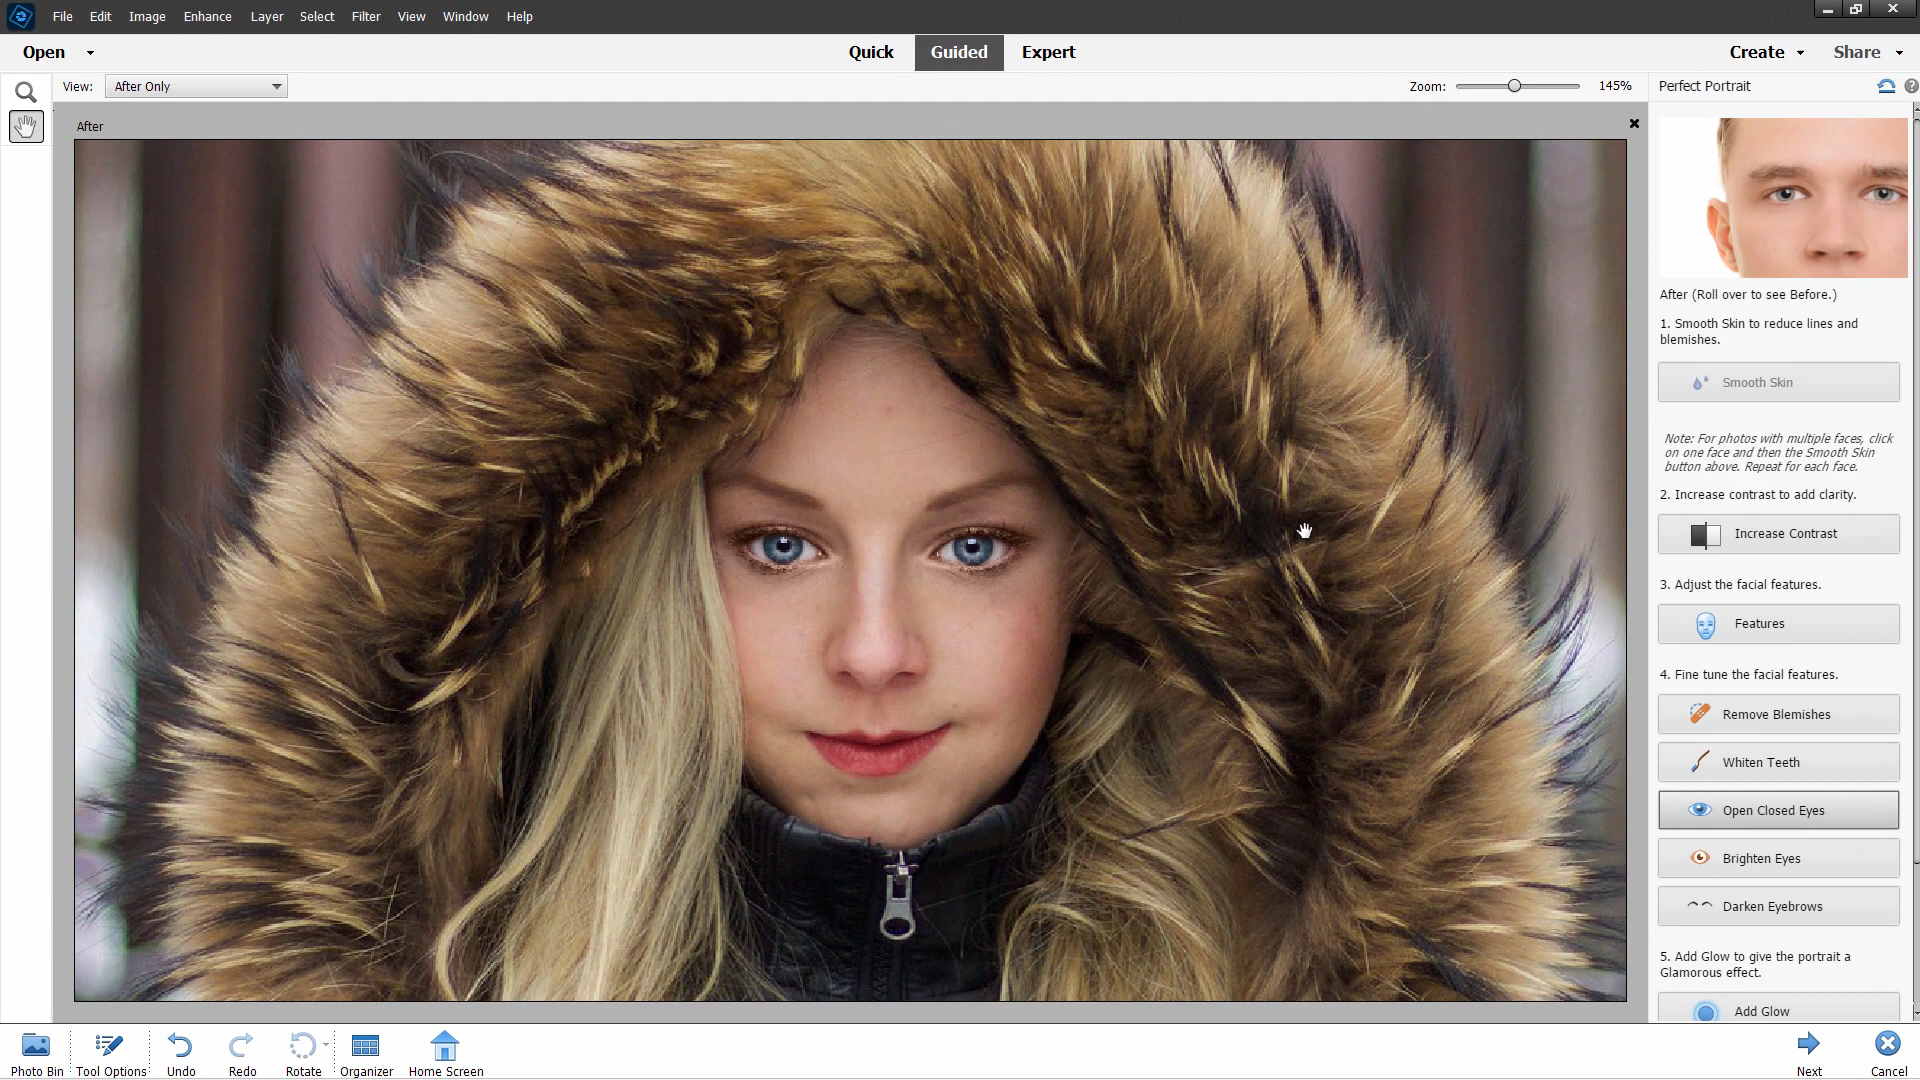 File Edit Image Enhance Layer Select Filter View Window Help
Open Quick Guided Expert Create Share
View: After Only Zoom: 145% Perfect Portrait
After
After (Roll over to see Before.)
1. Smooth Skin to reduce lines and
blemishes.
Smooth Skin
Note: For photos with multiple faces, click
on one face and then the Smooth Skin
button above. Repeat for each face.
2. Increase contrast to add clarity.
Increase Contrast
3. Adjust the facial features.
Features
4. Fine tune the facial features.
Remove Blemishes
Whiten Teeth
Open Closed Eyes
Brighten Eyes
Darken Eyebrows
5. Add Glow to give the portrait a
Glamorous effect.
Add Glow
Photo Bin Tool Options Undo Redo Rotate Organizer Home Screen Next Cancel